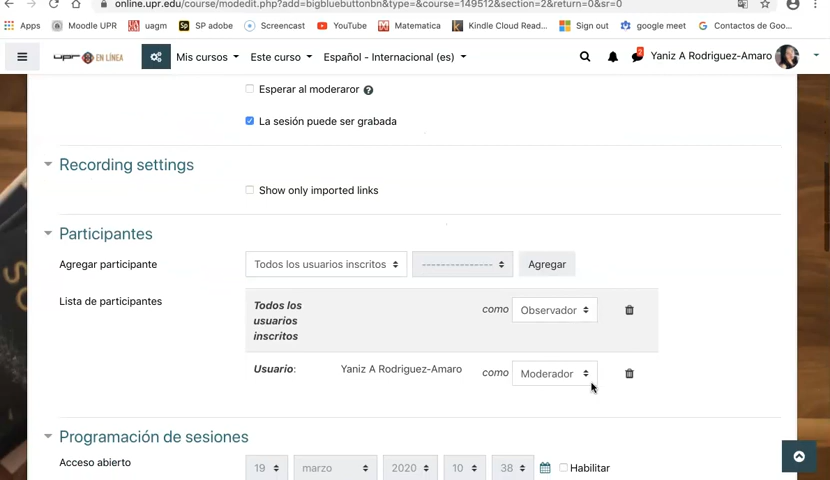 online.upr.edu/course/modedit.php?add=bigbluebuttonbn&type=&course=149512&section=2&return=0&sr=0
Apps Moodle UPR uagm Sp SP adobe Screencast YouTube Matematica Kindle Cloud Read... Sign out google meet Contactos de Goo...
upr EN LÍNEA Mis cursos Este curso Español - Internacional (es) Yaniz A Rodriguez-Amaro
Esperar al moderaror
La sesión puede ser grabada
Recording settings
Show only imported links
Participantes
Agregar participante Todos los usuarios inscritos --------------- Agregar
Lista de participantes
Todos los
usuarios
inscritos
como Observador
Usuario: Yaniz A Rodriguez-Amaro como Moderador
Programación de sesiones
Acceso abierto 19 marzo 2020 10 38 Habilitar